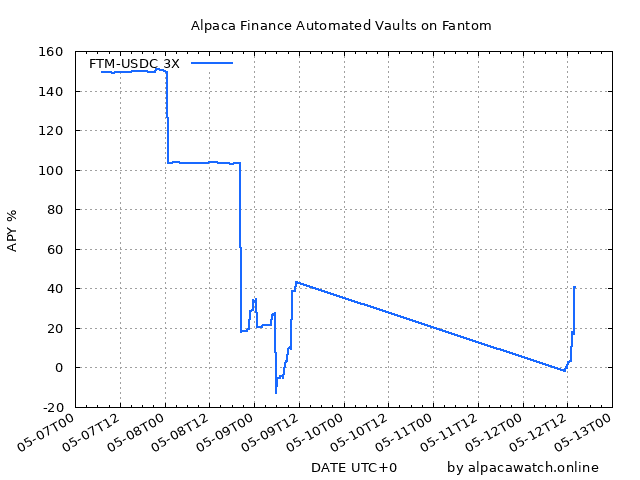 Alpaca Finance Automated Vaults on Fantom
FTM-USDC 3X
160
140
120
100
80
60
40
20
0
-20
APY %
05-07T00
05-07T12
05-08T00
05-08T12
05-09T00
05-09T12
05-10T00
05-10T12
05-11T00
05-11T12
05-12T00
05-12T12
05-13T00
DATE UTC+0
by alpacawatch.online